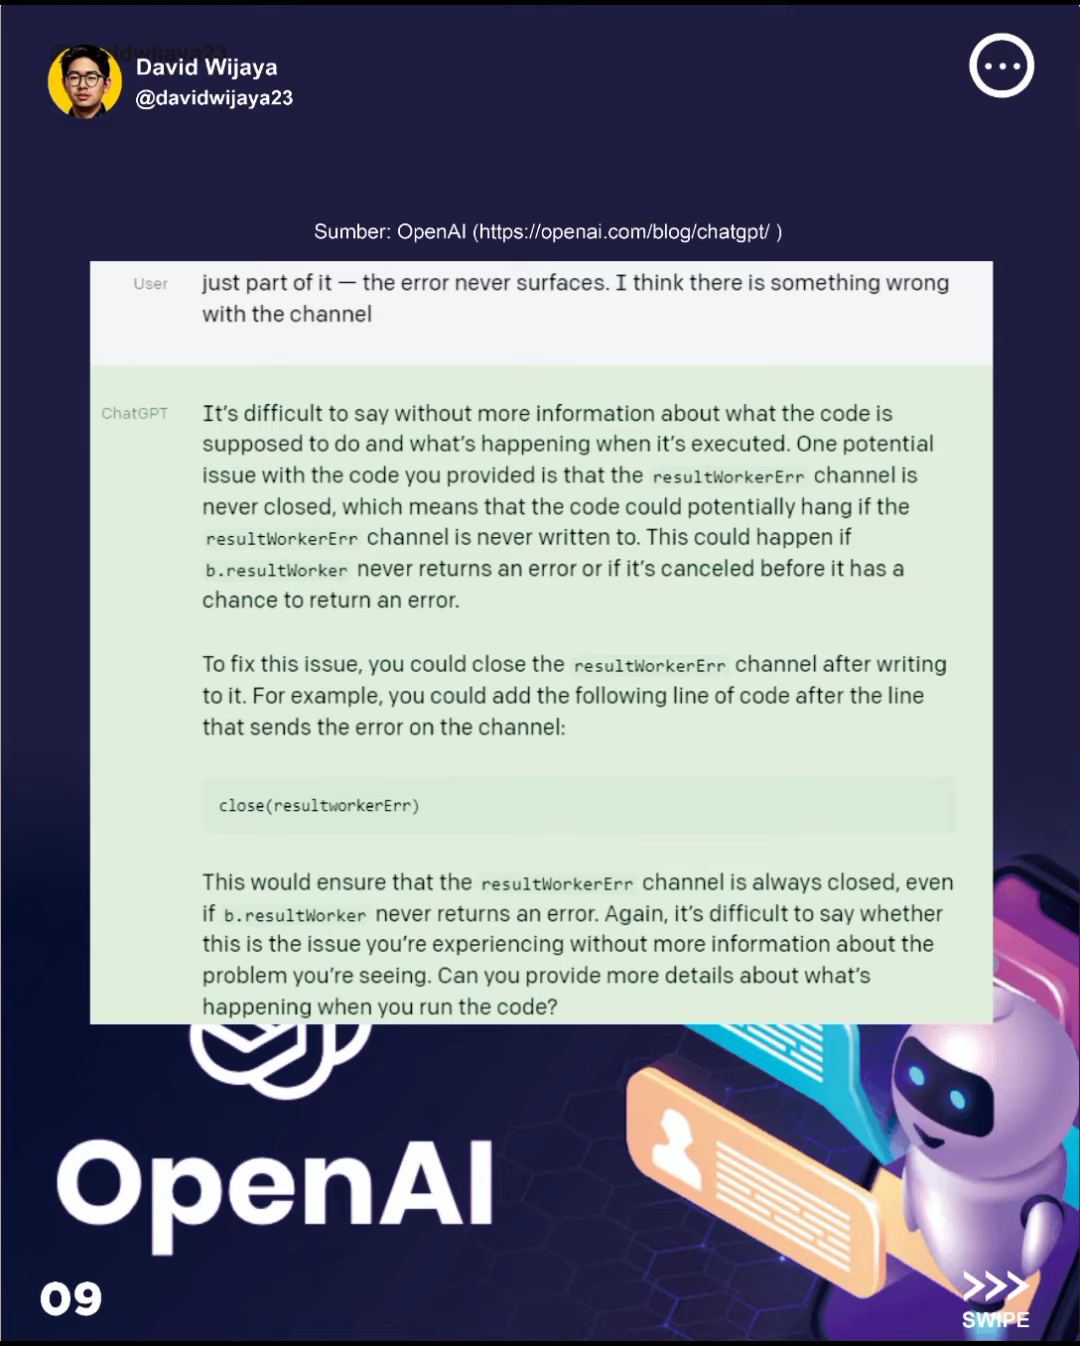 @davidwijaya23
David Wijaya
@davidwijaya23
Sumber: OpenAI (https://openai.com/blog/chatgpt/ )
User
just part of it — the error never surfaces. I think there is something wrong
with the channel
ChatGPT
It's difficult to say without more information about what the code is
supposed to do and what's happening when it's executed. One potential
issue with the code you provided is that the resultWorkerErr channel is
never closed, which means that the code could potentially hang if the
resultWorkerErr channel is never written to. This could happen if
b.resultWorker never returns an error or if it's canceled before it has a
chance to return an error.
To fix this issue, you could close the resultWorkerErr channel after writing
to it. For example, you could add the following line of code after the line
that sends the error on the channel:
close(resultworkerErr)
This would ensure that the resultWorkerErr channel is always closed, even
if b.resultWorker never returns an error. Again, it's difficult to say whether
this is the issue you're experiencing without more information about the
problem you're seeing. Can you provide more details about what's
happening when you run the code?
OpenAI
09
>>>
SWIPE